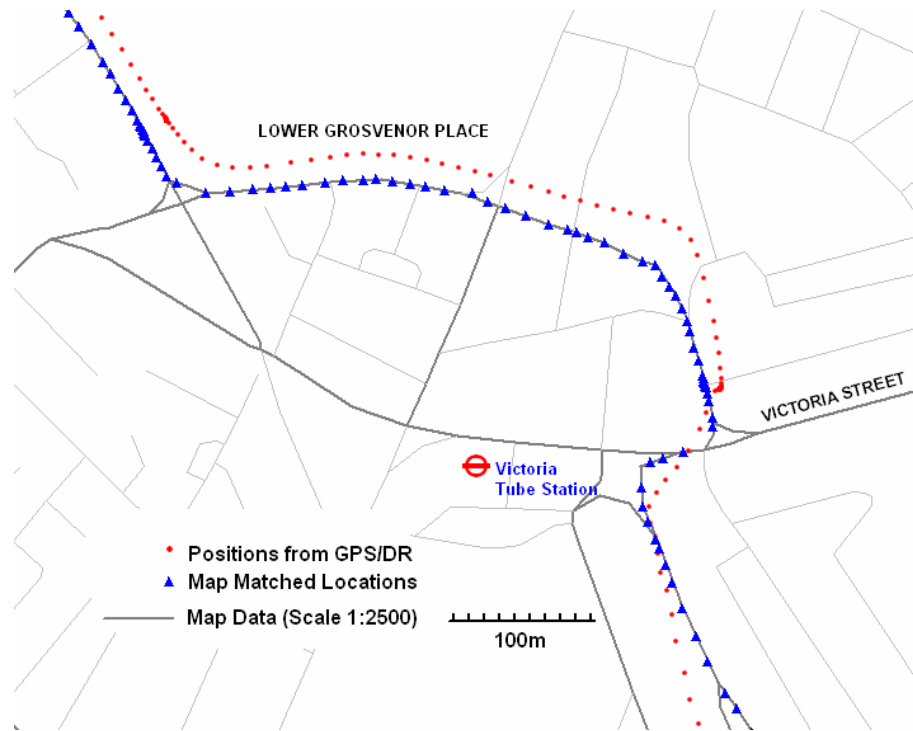 LOWER GROSVENOR PLACE
VICTORIA STREET
Victoria
Tube Station
Positions from GPS/DR
Map Matched Locations
Map Data (Scale 1:2500)
100m